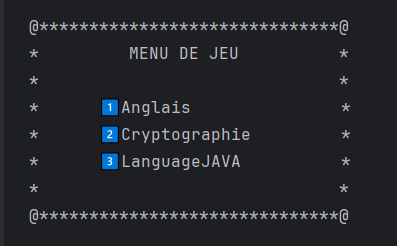 @******************************@
*         MENU DE JEU          *
*                              *
*      1️⃣Anglais               *
*      2️⃣Cryptographie         *
*      3️⃣LanguageJAVA          *
*                              *
@******************************@